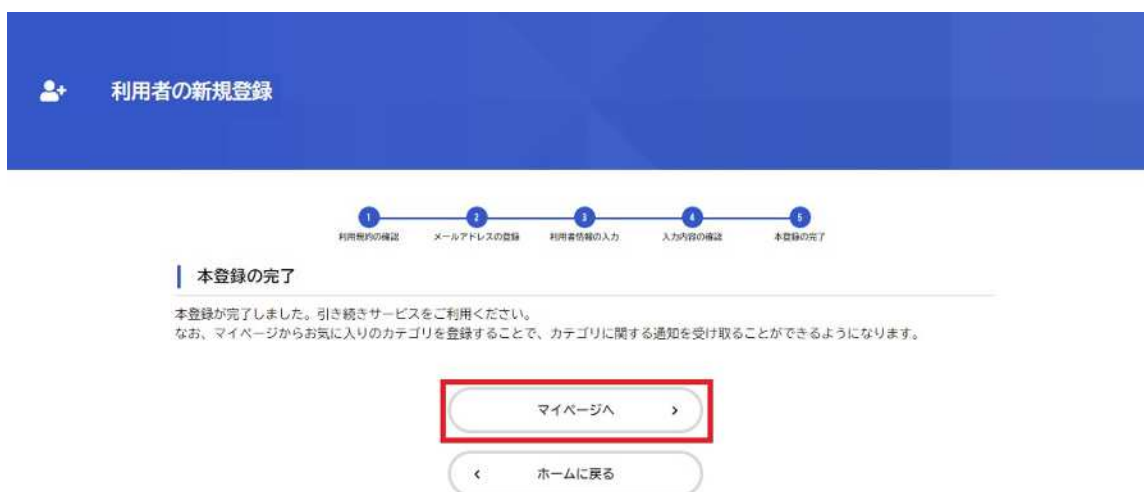 利用者の新規登録
1 2 3 4 5
利用規約の確認 メールアドレスの登録 利用者情報の入力 入力内容の確認 本登録の完了
本登録の完了
本登録が完了しました。引き続きサービスをご利用ください。
なお、マイページからお気に入りのカテゴリを登録することで、カテゴリに関する通知を受け取ることができるようになります。
マイページへ
ホームに戻る